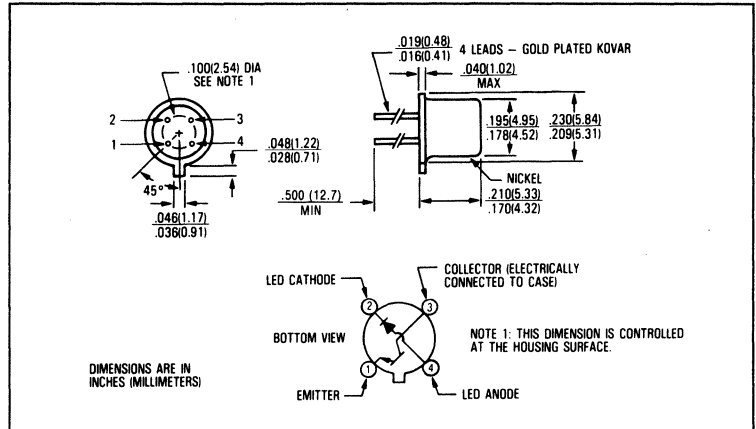 .100(2.54) DIA
SEE NOTE 1
2
3
1
4
.048(1.22)
.028(0.71)
45°
.046(1.17)
.036(0.91)
.019(0.48)
.016(0.41)
4 LEADS – GOLD PLATED KOVAR
.040(1.02)
MAX
.195(4.95)
.178(4.52)
.230(5.84)
.209(5.31)
NICKEL
.500 (12.7)
MIN
.210(5.33)
.170(4.32)
LED CATHODE
COLLECTOR (ELECTRICALLY
CONNECTED TO CASE)
2
3
BOTTOM VIEW
NOTE 1: THIS DIMENSION IS CONTROLLED
AT THE HOUSING SURFACE.
DIMENSIONS ARE IN
INCHES (MILLIMETERS)
1
4
EMITTER
LED ANODE